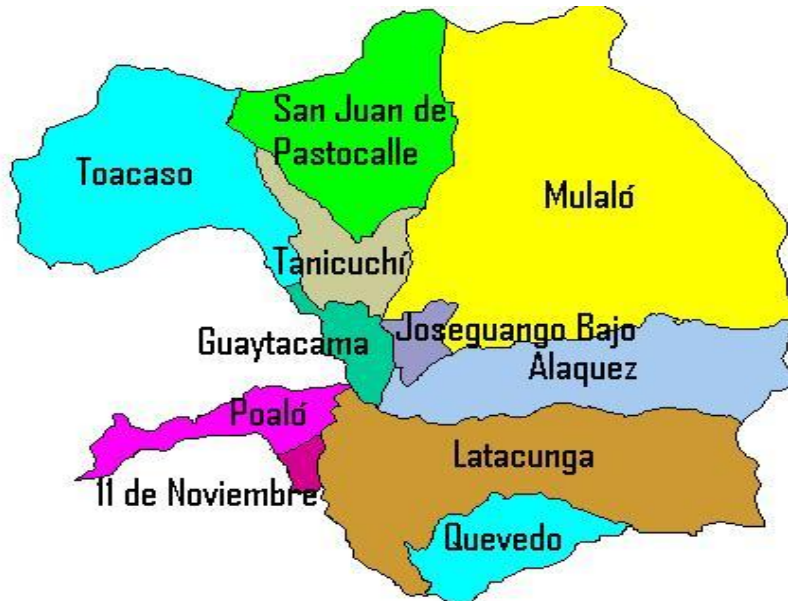 San Juan de
Pastocalle
Toacaso
Mulaló
Tanicuchí
Guaytacama
Joseguango Bajo
Alaquez
Poaló
Latacunga
11 de Noviembre
Quevedo